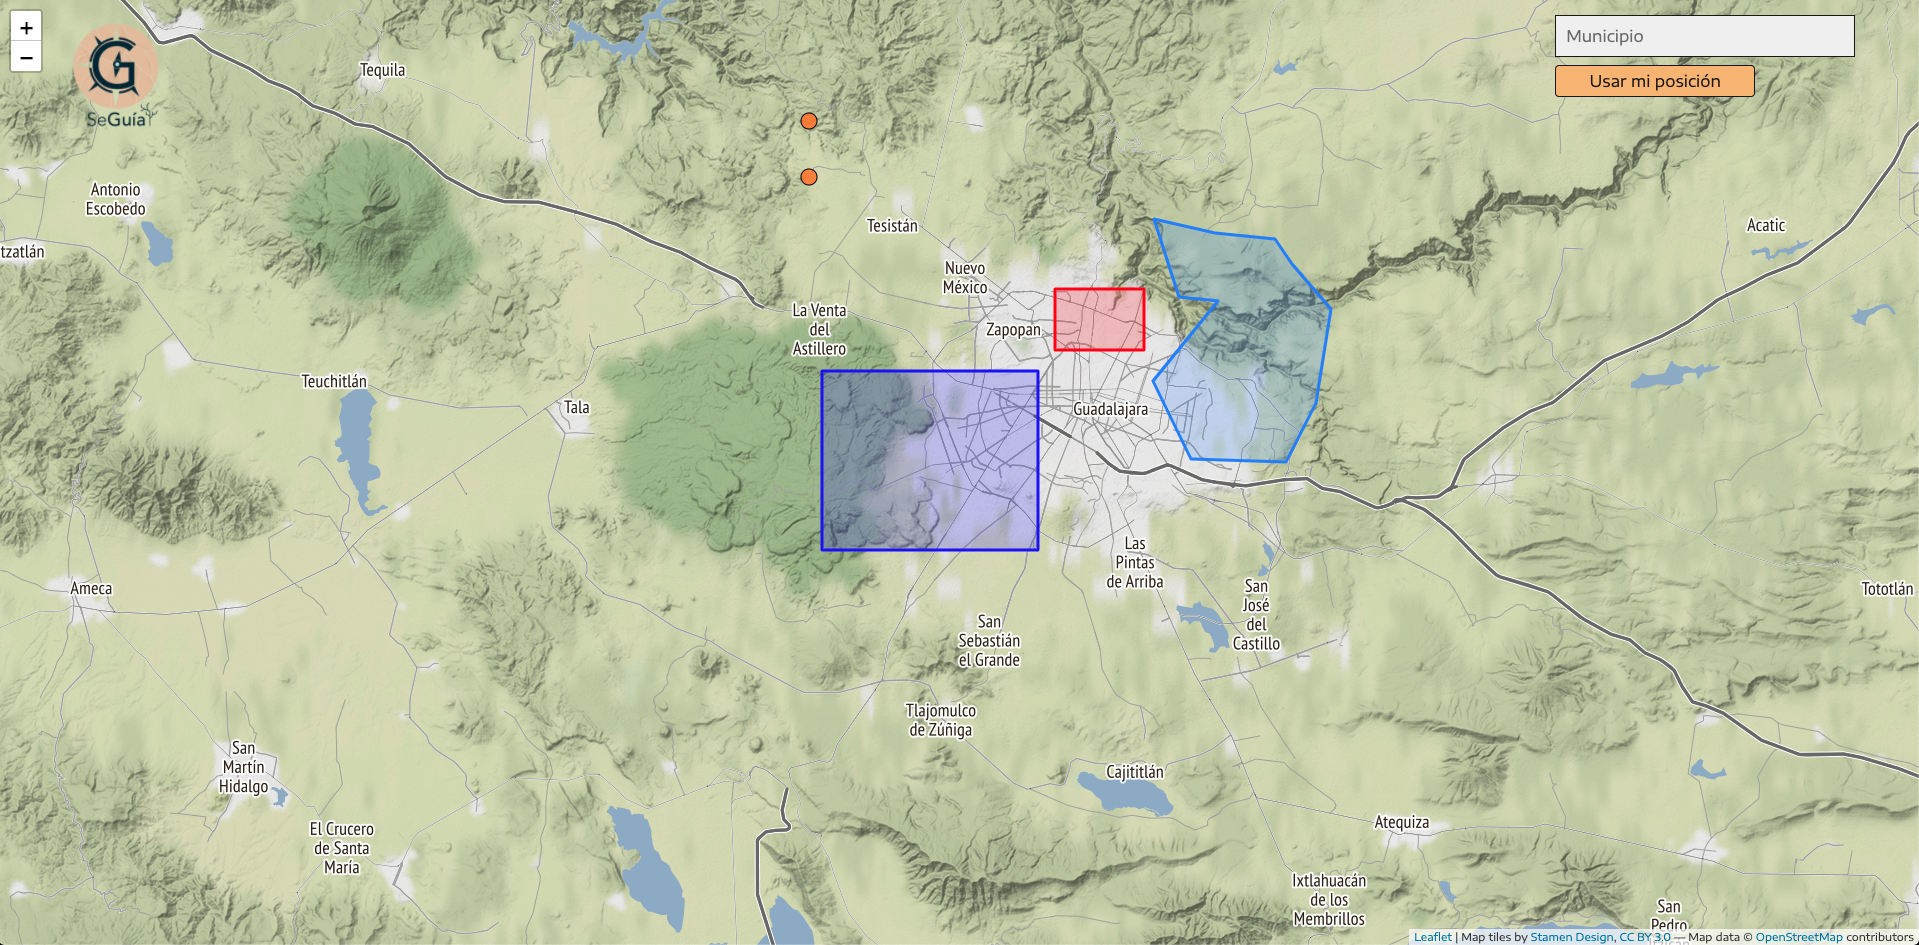 +
−
G
SeGuía
Municipio
Usar mi posición
Tequila
Antonio
Escobedo
tzatlán
Tesistán
Acatic
Nuevo
México
La Venta
del
Astillero
Zapopan
Teuchitlán
Tala
Guadalajara
Las
Pintas
de Arriba
San
José
del
Castillo
Ameca
Tototlán
San
Sebastián
el Grande
Tlajomulco
de Zúñiga
San
Martín
Hidalgo
Cajititlán
El Crucero
de Santa
María
Atequiza
Ixtlahuacán
de los
Membrillos
San
Pedro
Leaflet | Map tiles by Stamen Design, CC BY 3.0 — Map data © OpenStreetMap contributors